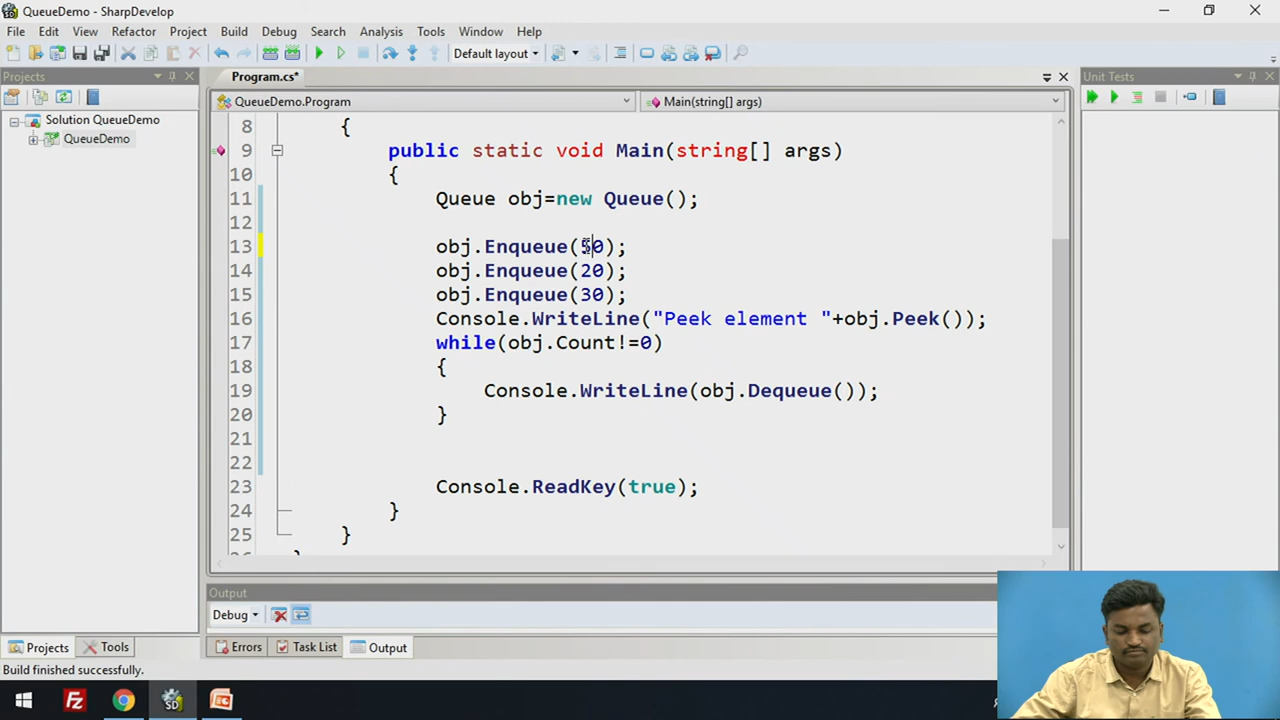 QueueDemo - SharpDevelop
File Edit View Refactor Project Build Debug Search Analysis Tools Window Help
Default layout
Projects
Program.cs*
Unit Tests
QueueDemo.Program
Main(string[] args)
Solution QueueDemo
QueueDemo
8 {
9 public static void Main(string[] args)
10 {
11 Queue obj=new Queue();
12
13 obj.Enqueue(50);
14 obj.Enqueue(20);
15 obj.Enqueue(30);
16 Console.WriteLine("Peek element "+obj.Peek());
17 while(obj.Count!=0)
18 {
19 Console.WriteLine(obj.Dequeue());
20 }
21
22
23 Console.ReadKey(true);
24 }
25 }
26 }
Output
Debug
Projects Tools Errors Task List Output
Build finished successfully.